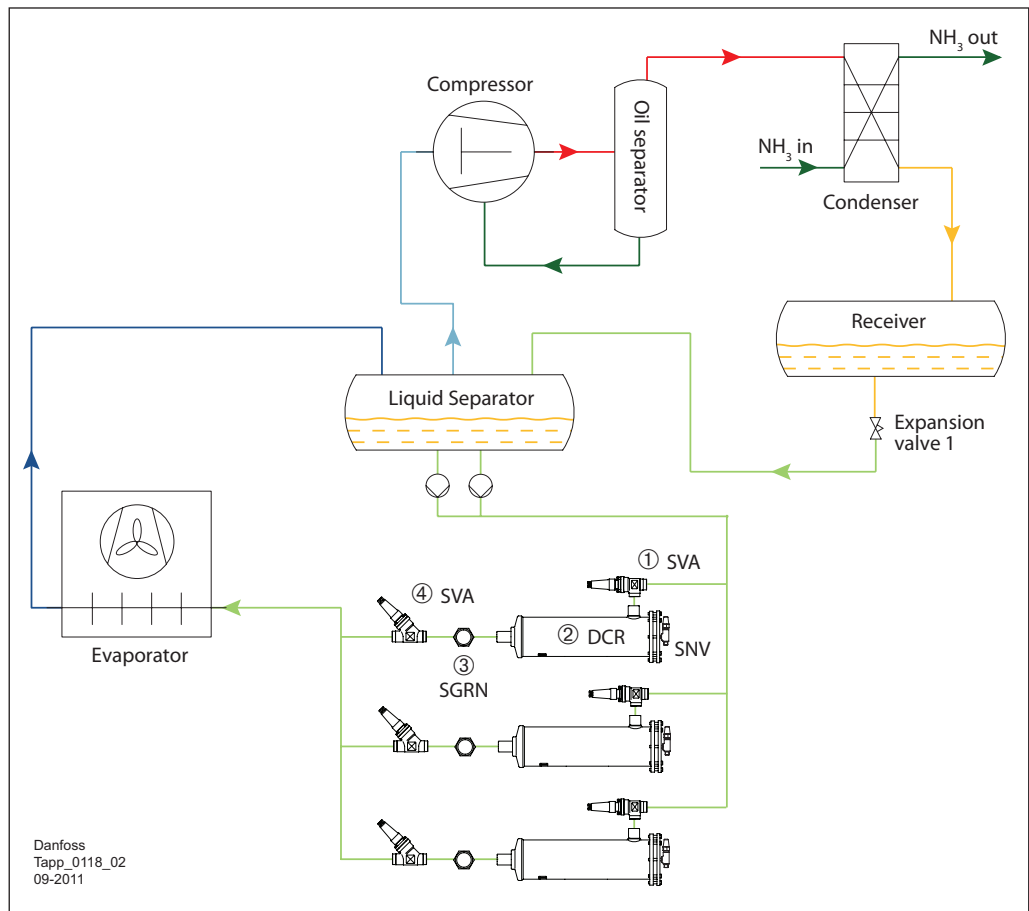 NH₃ out
Compressor
Oil separator
NH₃ in
Condenser
Receiver
Liquid Separator
Expansion
valve 1
① SVA
④ SVA
② DCR
SNV
③
SGRN
Evaporator
Danfoss
Tapp_0118_02
09-2011